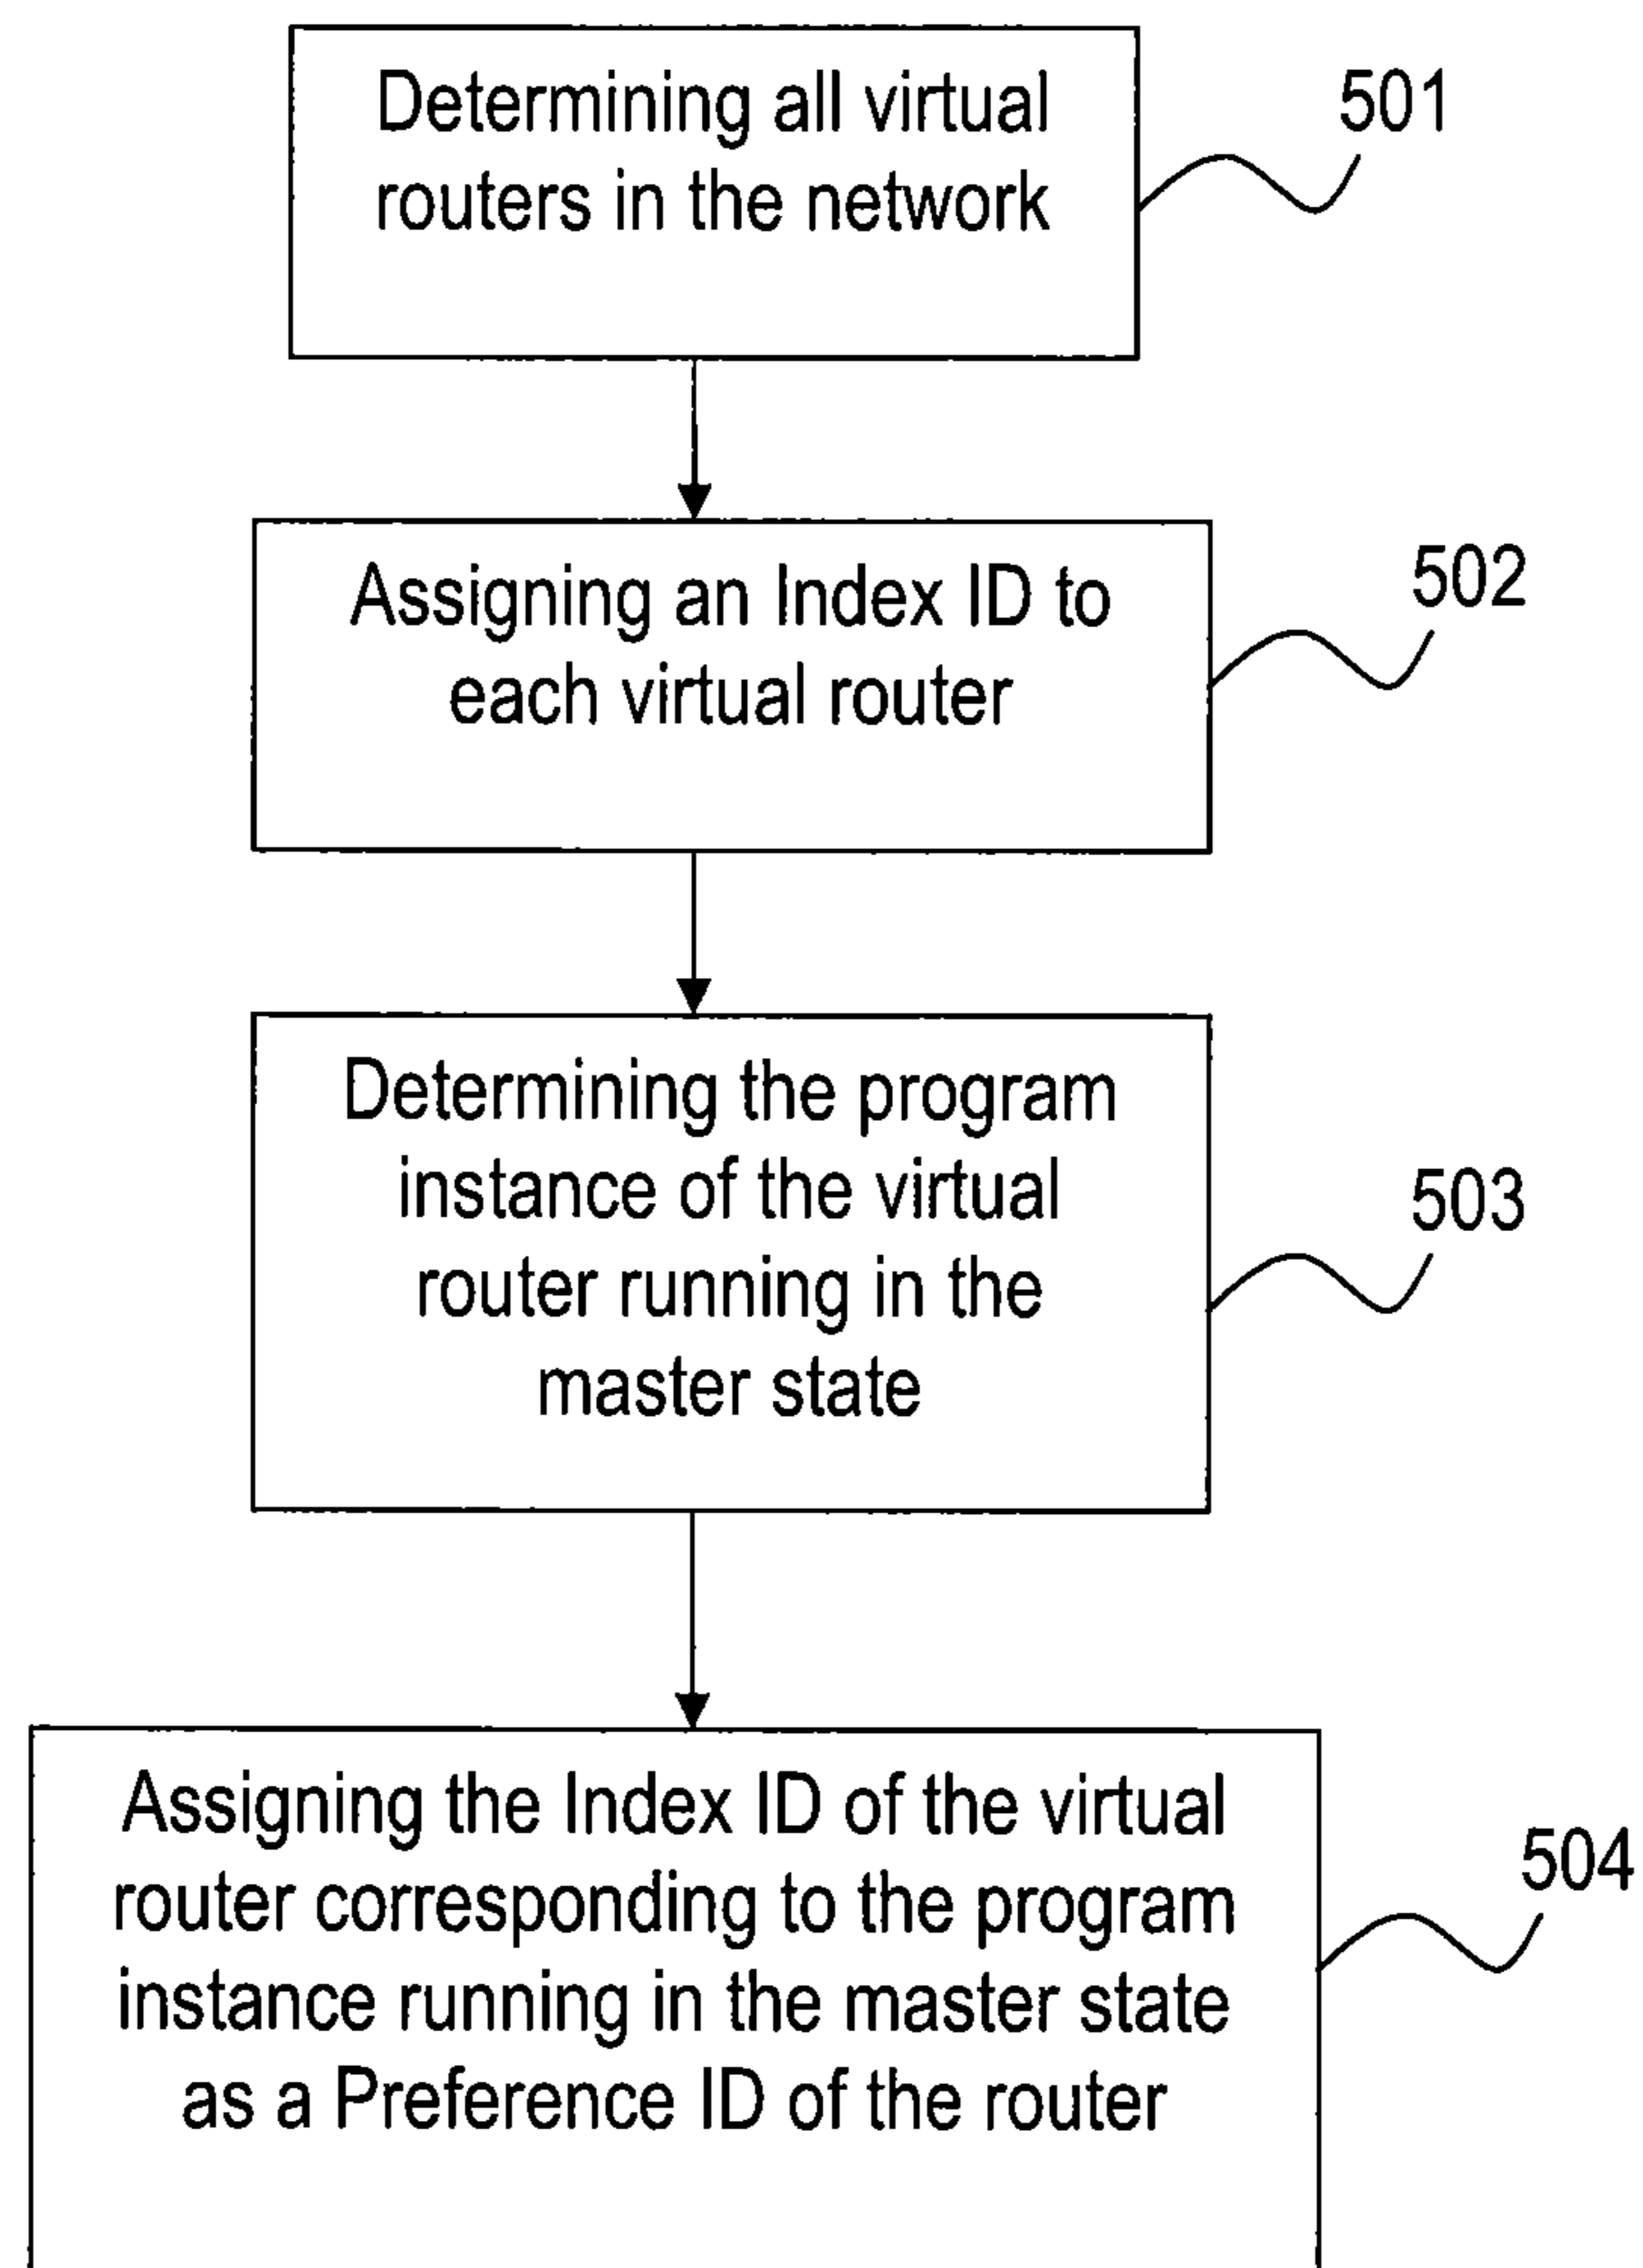 Determining all virtual
routers in the network
501
Assigning an Index ID to
each virtual router
502
Determining the program
instance of the virtual
router running in the
master state
503
Assigning the Index ID of the virtual
router corresponding to the program
instance running in the master state
as a Preference ID of the router
504